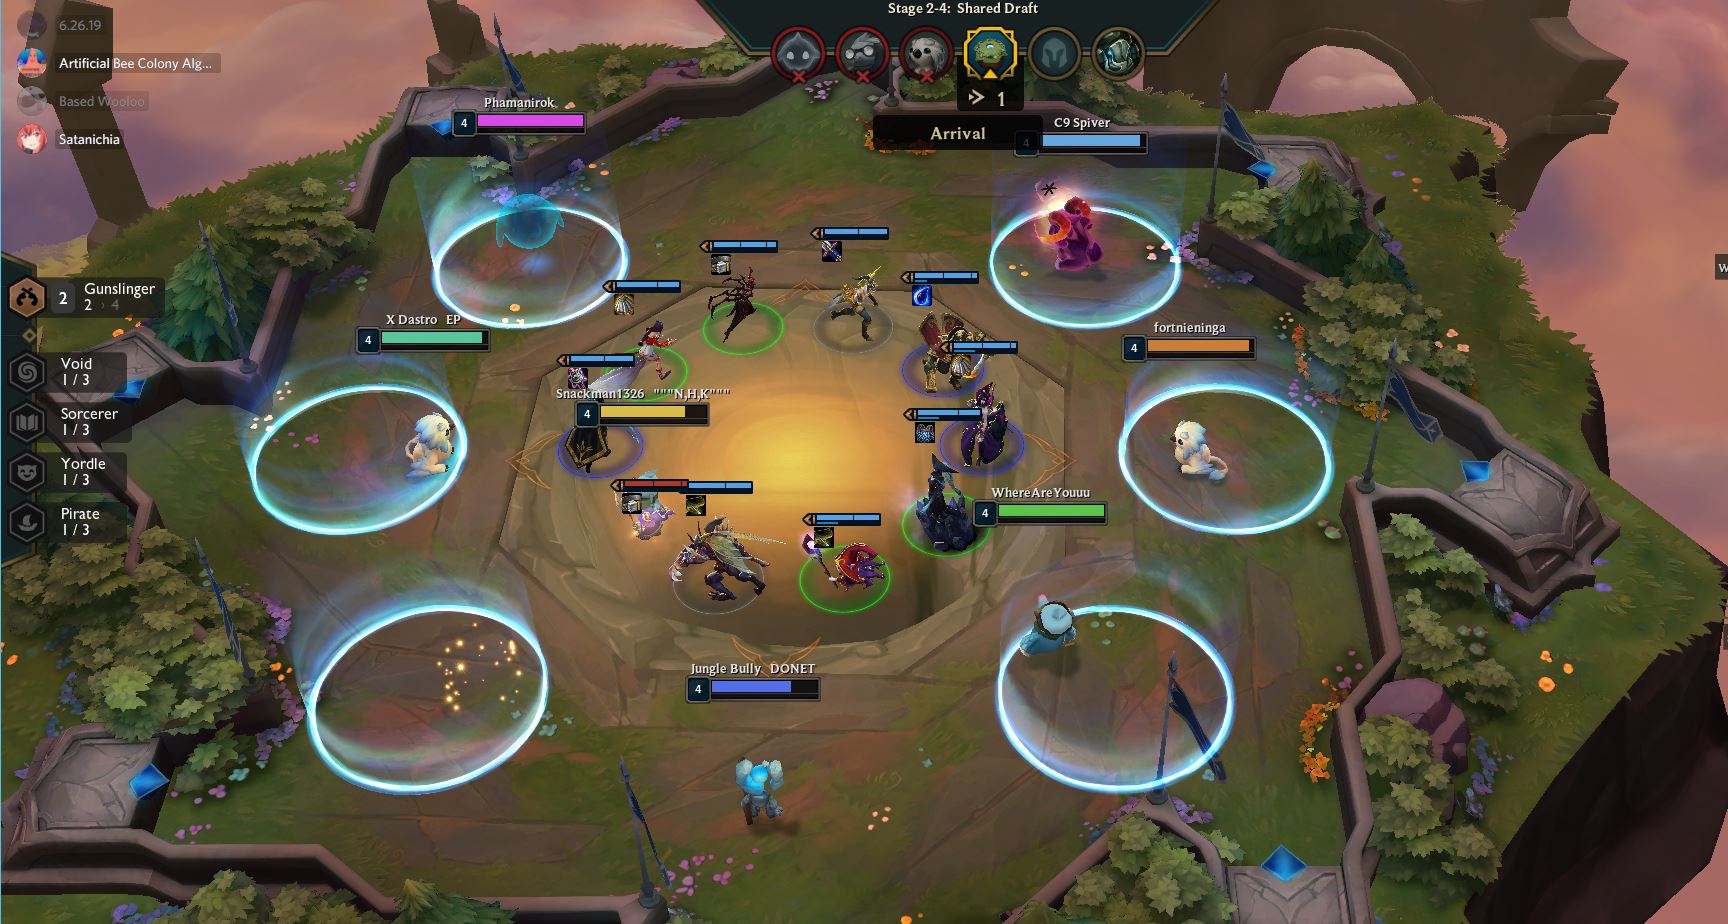 Stage 2-4: Shared Draft
6.26.19
Artificial Bee Colony Alg...
Based Wooloo
Satanichia
1
Arrival
Phamanirok
4
C9 Spiver
4
2
Gunslinger
2 › 4
X Dastro EP
4
fortnieninga
4
Void
1 / 3
Snackman1326 """N,H,K"""
4
Sorcerer
1 / 3
Yordle
1 / 3
WhereAreYouuu
4
Pirate
1 / 3
Jungle Bully DONET
4